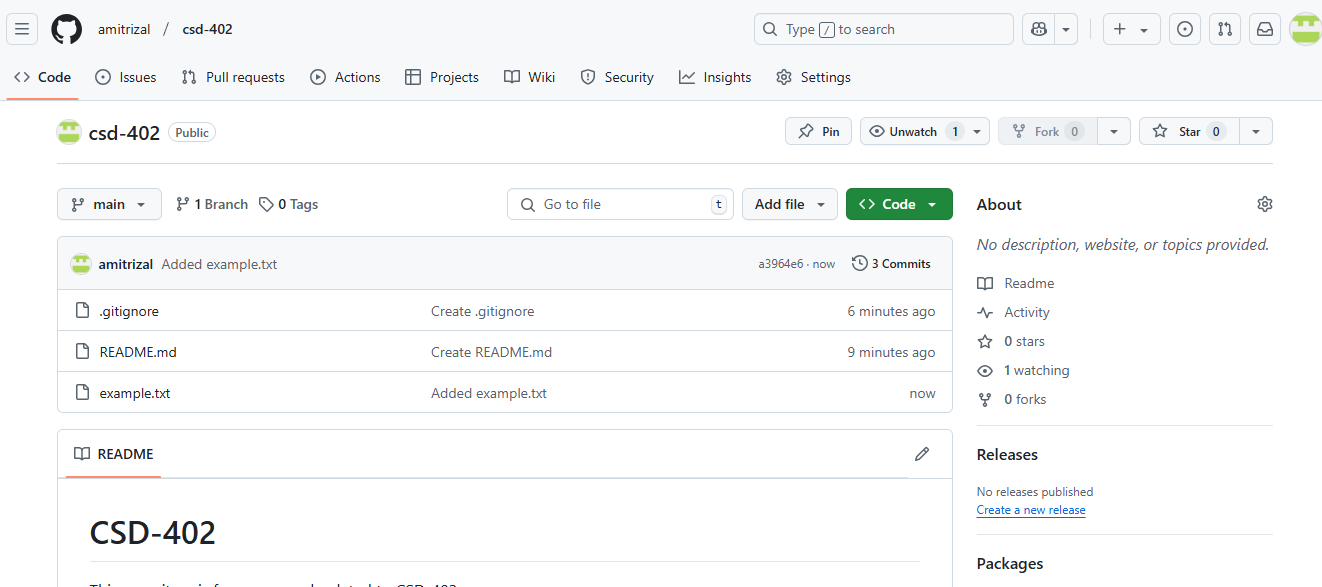 amitrizal / csd-402
Type / to search
Code Issues Pull requests Actions Projects Wiki Security Insights Settings
csd-402 Public
Pin Unwatch 1 Fork 0 Star 0
main 1 Branch 0 Tags Go to file t Add file Code
amitrizal Added example.txt a3964e6 · now 3 Commits
.gitignore Create .gitignore 6 minutes ago
README.md Create README.md 9 minutes ago
example.txt Added example.txt now
README
CSD-402
About
No description, website, or topics provided.
Readme
Activity
0 stars
1 watching
0 forks
Releases
No releases published
Create a new release
Packages